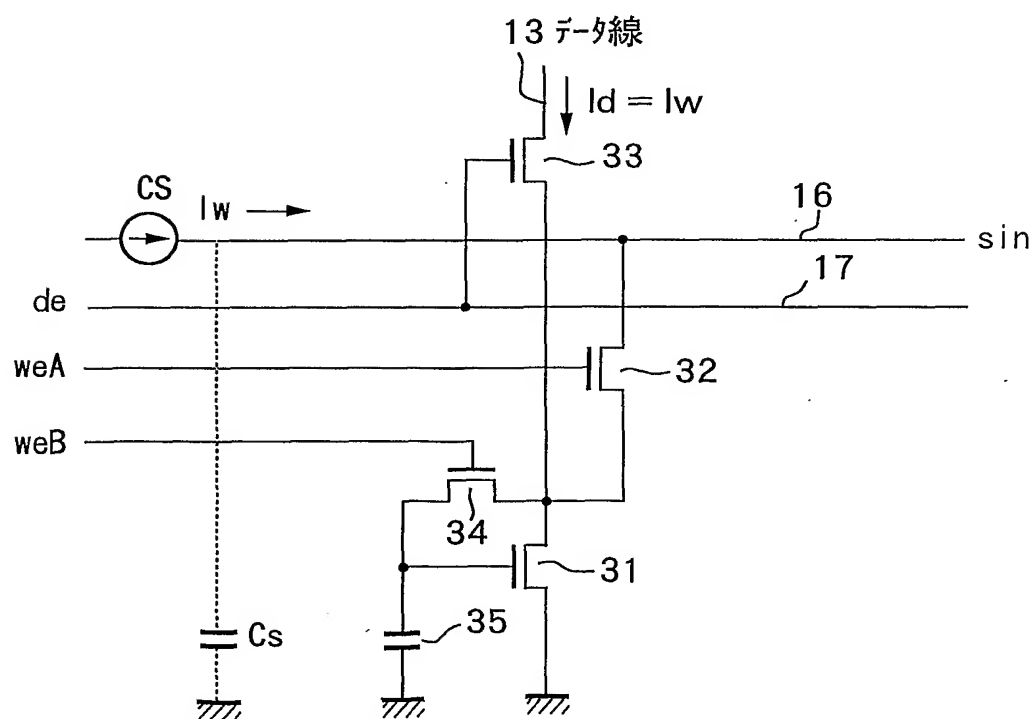 13 データ線
Id = Iw
33
CS
Iw
16
sin
17
de
weA
32
weB
34
31
35
Cs